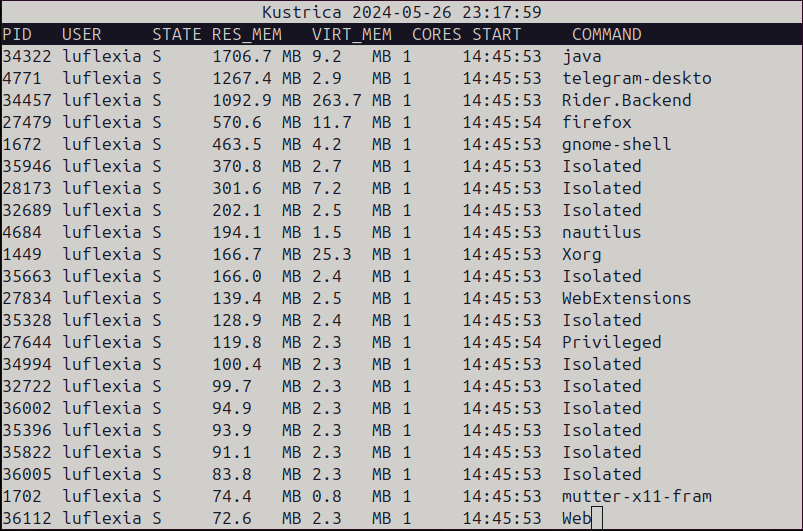 Kustrica 2024-05-26 23:17:59
PID USER STATE RES_MEM VIRT_MEM CORES START COMMAND
34322 luflexia S 1706.7 MB 9.2 MB 1 14:45:53 java
4771 luflexia S 1267.4 MB 2.9 MB 1 14:45:53 telegram-deskto
34457 luflexia S 1092.9 MB 263.7 MB 1 14:45:53 Rider.Backend
27479 luflexia S 570.6 MB 11.7 MB 1 14:45:54 firefox
1672 luflexia S 463.5 MB 4.2 MB 1 14:45:53 gnome-shell
35946 luflexia S 370.8 MB 2.7 MB 1 14:45:53 Isolated
28173 luflexia S 301.6 MB 7.2 MB 1 14:45:53 Isolated
32689 luflexia S 202.1 MB 2.5 MB 1 14:45:53 Isolated
4684 luflexia S 194.1 MB 1.5 MB 1 14:45:53 nautilus
1449 luflexia S 166.7 MB 25.3 MB 1 14:45:53 Xorg
35663 luflexia S 166.0 MB 2.4 MB 1 14:45:53 Isolated
27834 luflexia S 139.4 MB 2.5 MB 1 14:45:53 WebExtensions
35328 luflexia S 128.9 MB 2.4 MB 1 14:45:53 Isolated
27644 luflexia S 119.8 MB 2.3 MB 1 14:45:54 Privileged
34994 luflexia S 100.4 MB 2.3 MB 1 14:45:53 Isolated
32722 luflexia S 99.7 MB 2.3 MB 1 14:45:53 Isolated
36002 luflexia S 94.9 MB 2.3 MB 1 14:45:53 Isolated
35396 luflexia S 93.9 MB 2.3 MB 1 14:45:53 Isolated
35822 luflexia S 91.1 MB 2.3 MB 1 14:45:53 Isolated
36005 luflexia S 83.8 MB 2.3 MB 1 14:45:53 Isolated
1702 luflexia S 74.4 MB 0.8 MB 1 14:45:53 mutter-x11-fram
36112 luflexia S 72.6 MB 2.3 MB 1 14:45:53 Web